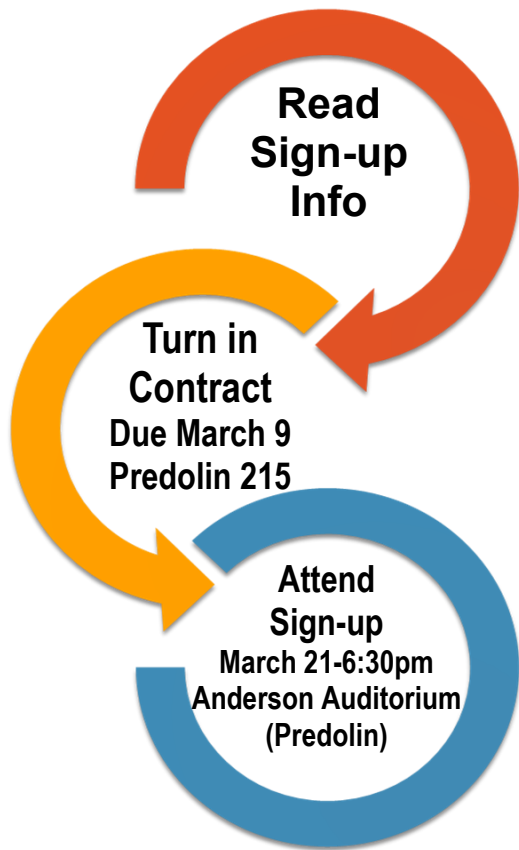 Read
Sign-up
Info
Turn in
Contract
Due March 9
Predolin 215
Attend
Sign-up
March 21-6:30pm
Anderson Auditorium
(Predolin)